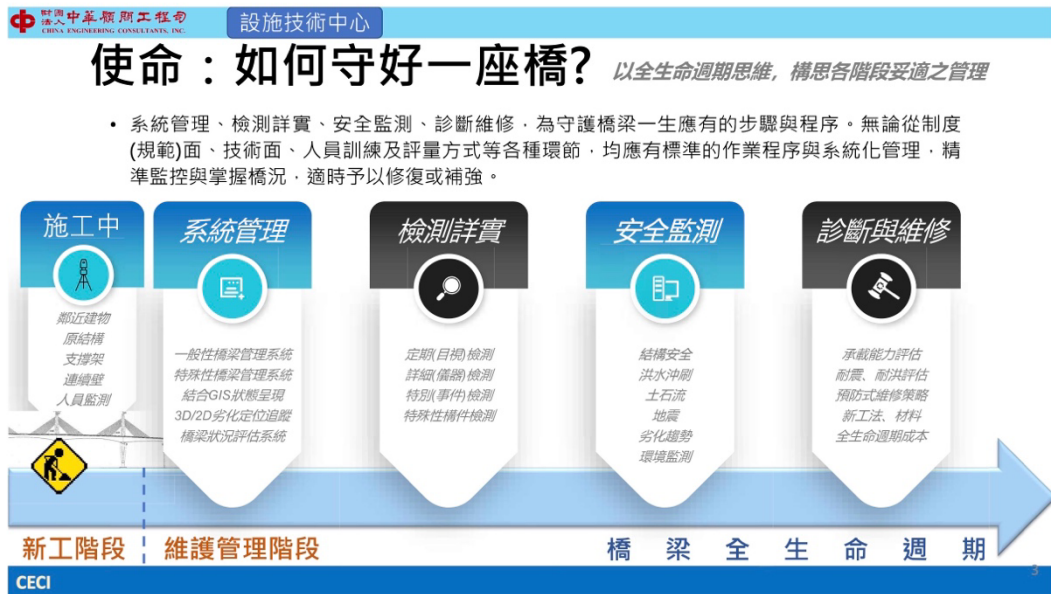 財團法人中華顧問工程司
CHINA ENGINEERING CONSULTANTS, INC.
設施技術中心
使命：如何守好一座橋?
以全生命週期思維，構思各階段妥適之管理
• 系統管理、檢測詳實、安全監測、診斷維修，為守護橋梁一生應有的步驟與程序。無論從制度
(規範)面、技術面、人員訓練及評量方式等各種環節，均應有標準的作業程序與系統化管理，精
準監控與掌握橋況，適時予以修復或補強。
施工中
鄰近建物
原結構
支撐架
連續壁
人員監測
系統管理
一般性橋梁管理系統
特殊性橋梁管理系統
結合GIS狀態呈現
3D/2D劣化定位追蹤
橋梁狀況評估系統
檢測詳實
定期(目視)檢測
詳細(儀器)檢測
特別(事件)檢測
特殊性構件檢測
安全監測
結構安全
洪水沖刷
土石流
地震
劣化趨勢
環境監測
診斷與維修
承載能力評估
耐震、耐洪評估
預防式維修策略
新工法、材料
全生命週期成本
新工階段
維護管理階段
橋梁全生命週期
CECI
3